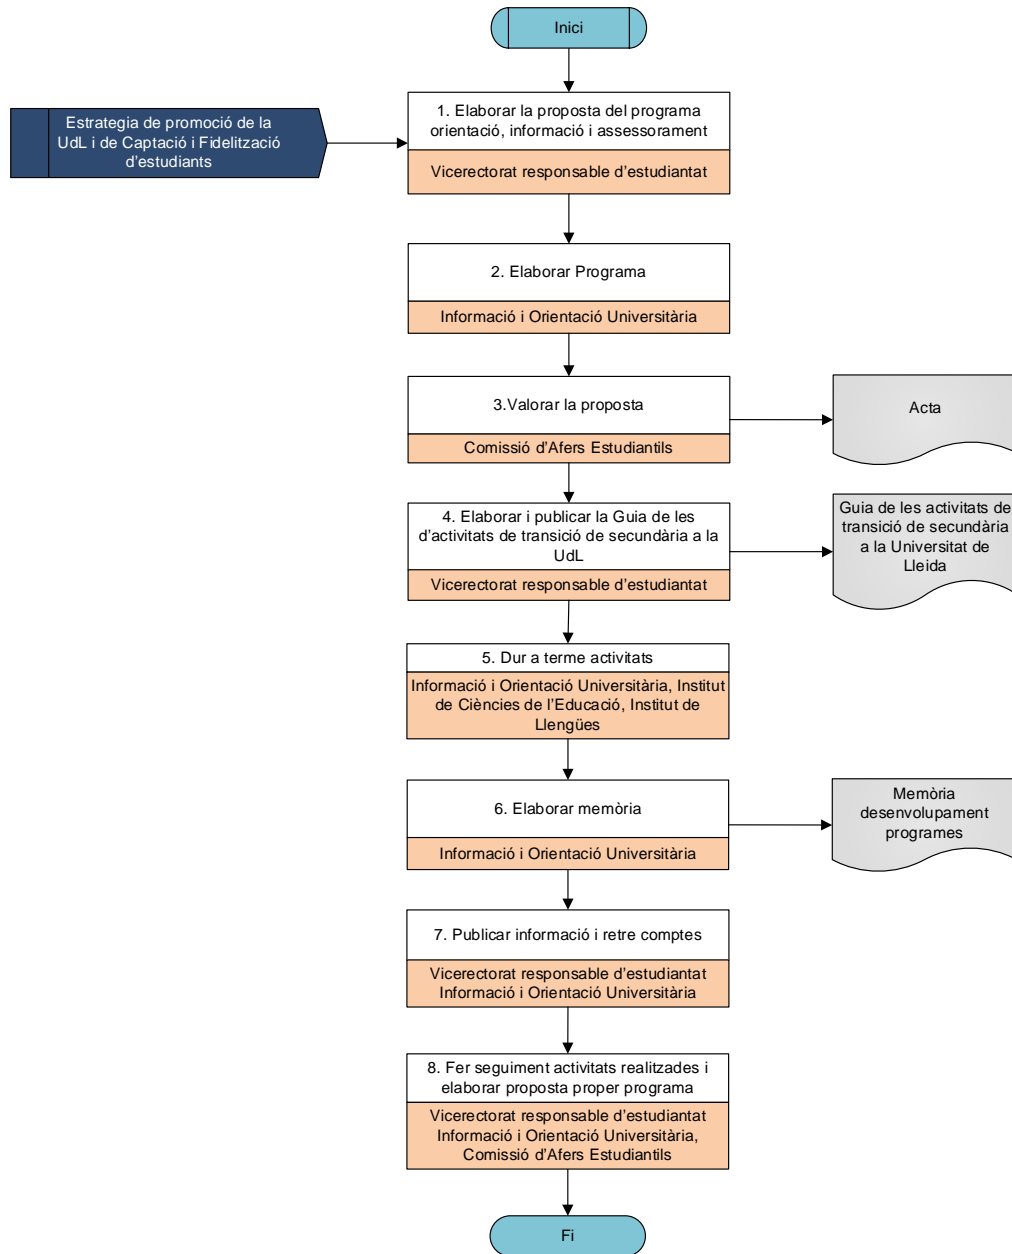 Inici
Estrategia de promoció de la
UdL i de Captació i Fidelització
d'estudiants
1. Elaborar la proposta del programa
orientació, informació i assessorament
Vicerectorat responsable d'estudiantat
2. Elaborar Programa
Informació i Orientació Universitària
3.Valorar la proposta
Comissió d'Afers Estudiantils
Acta
4. Elaborar i publicar la Guia de les
d'activitats de transició de secundària a la
UdL
Vicerectorat responsable d'estudiantat
Guia de les activitats de
transició de secundària
a la Universitat de
Lleida
5. Dur a terme activitats
Informació i Orientació Universitària, Institut
de Ciències de l'Educació, Institut de
Llengües
6. Elaborar memòria
Informació i Orientació Universitària
Memòria
desenvolupament
programes
7. Publicar informació i retre comptes
Vicerectorat responsable d'estudiantat
Informació i Orientació Universitària
8. Fer seguiment activitats realitzades i
elaborar proposta proper programa
Vicerectorat responsable d'estudiantat
Informació i Orientació Universitària,
Comissió d'Afers Estudiantils
Fi